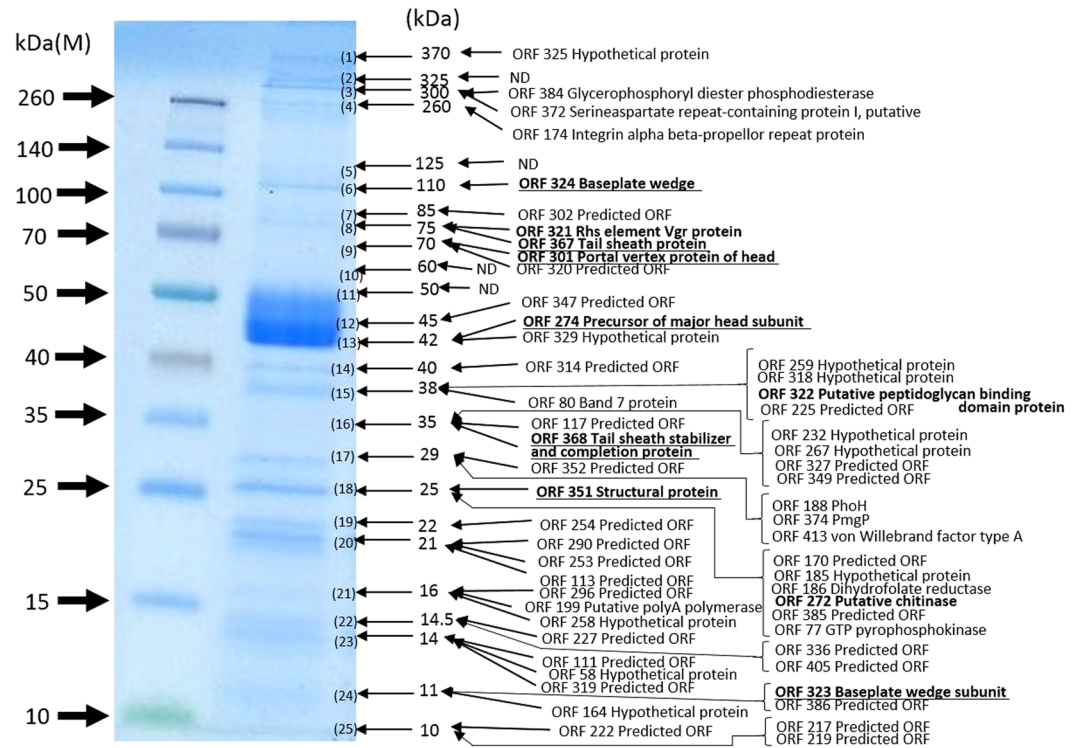 (kDa)
kDa(M)
(1) 370 ORF 325 Hypothetical protein
(2) 325 ND
(3) 300 ORF 384 Glycerophosphoryl diester phosphodiesterase
260 (4) 260 ORF 372 Serineaspartate repeat-containing protein I, putative
ORF 174 Integrin alpha beta-propellor repeat protein
140
(5) 125 ND
100 (6) 110 ORF 324 Baseplate wedge
(7) 85 ORF 302 Predicted ORF
70 (8) 75 ORF 321 Rhs element Vgr protein
ORF 367 Tail sheath protein
(9) 70 ORF 301 Portal vertex protein of head
ORF 320 Predicted ORF
(10) 60 ND
50 (11) 50 ND
ORF 347 Predicted ORF
(12) 45 ORF 274 Precursor of major head subunit
(13) 42 ORF 329 Hypothetical protein
40 (14) 40 ORF 314 Predicted ORF
ORF 259 Hypothetical protein
ORF 318 Hypothetical protein
(15) 38 ORF 322 Putative peptidoglycan binding
domain protein
ORF 225 Predicted ORF
ORF 80 Band 7 protein
35 (16) 35 ORF 117 Predicted ORF
ORF 368 Tail sheath stabilizer
and completion protein
ORF 232 Hypothetical protein
ORF 267 Hypothetical protein
ORF 327 Predicted ORF
ORF 349 Predicted ORF
(17) 29 ORF 352 Predicted ORF
ORF 188 PhoH
ORF 374 PmgP
ORF 413 von Willebrand factor type A
25 (18) 25 ORF 351 Structural protein
ORF 170 Predicted ORF
ORF 185 Hypothetical protein
ORF 186 Dihydrofolate reductase
ORF 272 Putative chitinase
ORF 385 Predicted ORF
ORF 77 GTP pyrophosphokinase
(19) 22 ORF 254 Predicted ORF
(20) 21 ORF 290 Predicted ORF
ORF 253 Predicted ORF
ORF 113 Predicted ORF
15 (21) 16 ORF 296 Predicted ORF
ORF 199 Putative polyA polymerase
ORF 258 Hypothetical protein
(22) 14.5 ORF 227 Predicted ORF
ORF 336 Predicted ORF
ORF 405 Predicted ORF
(23) 14 ORF 111 Predicted ORF
ORF 58 Hypothetical protein
ORF 319 Predicted ORF
(24) 11 ORF 323 Baseplate wedge subunit
ORF 386 Predicted ORF
ORF 164 Hypothetical protein
10 (25) 10 ORF 222 Predicted ORF
ORF 217 Predicted ORF
ORF 219 Predicted ORF